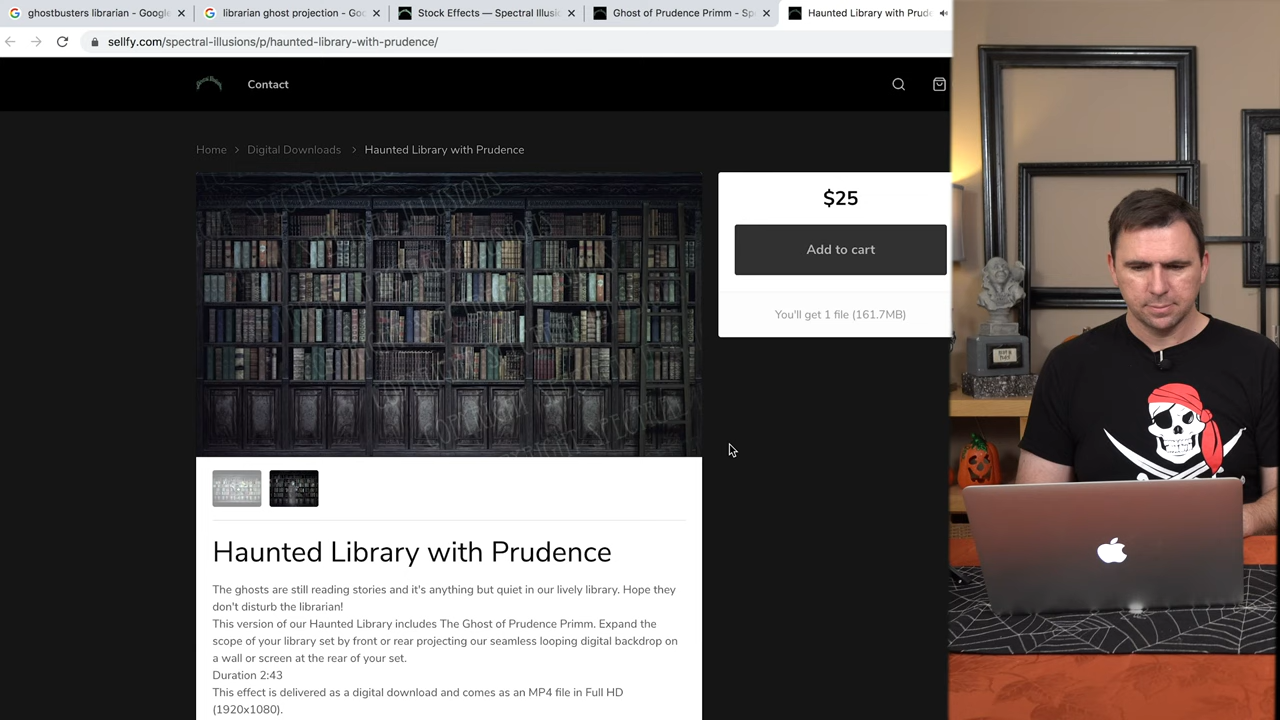 ghostbusters librarian - Google
librarian ghost projection - Go
Stock Effects — Spectral Illusi
Ghost of Prudence Primm - Sp
Haunted Library with Prud
sellfy.com/spectral-illusions/p/haunted-library-with-prudence/
Contact
Home > Digital Downloads > Haunted Library with Prudence
$25
Add to cart
You'll get 1 file (161.7MB)
Haunted Library with Prudence
The ghosts are still reading stories and it's anything but quiet in our lively library. Hope they
don't disturb the librarian!
This version of our Haunted Library includes The Ghost of Prudence Primm. Expand the
scope of your library set by front or rear projecting our seamless looping digital backdrop on
a wall or screen at the rear of your set.
Duration 2:43
This effect is delivered as a digital download and comes as an MP4 file in Full HD
(1920x1080).